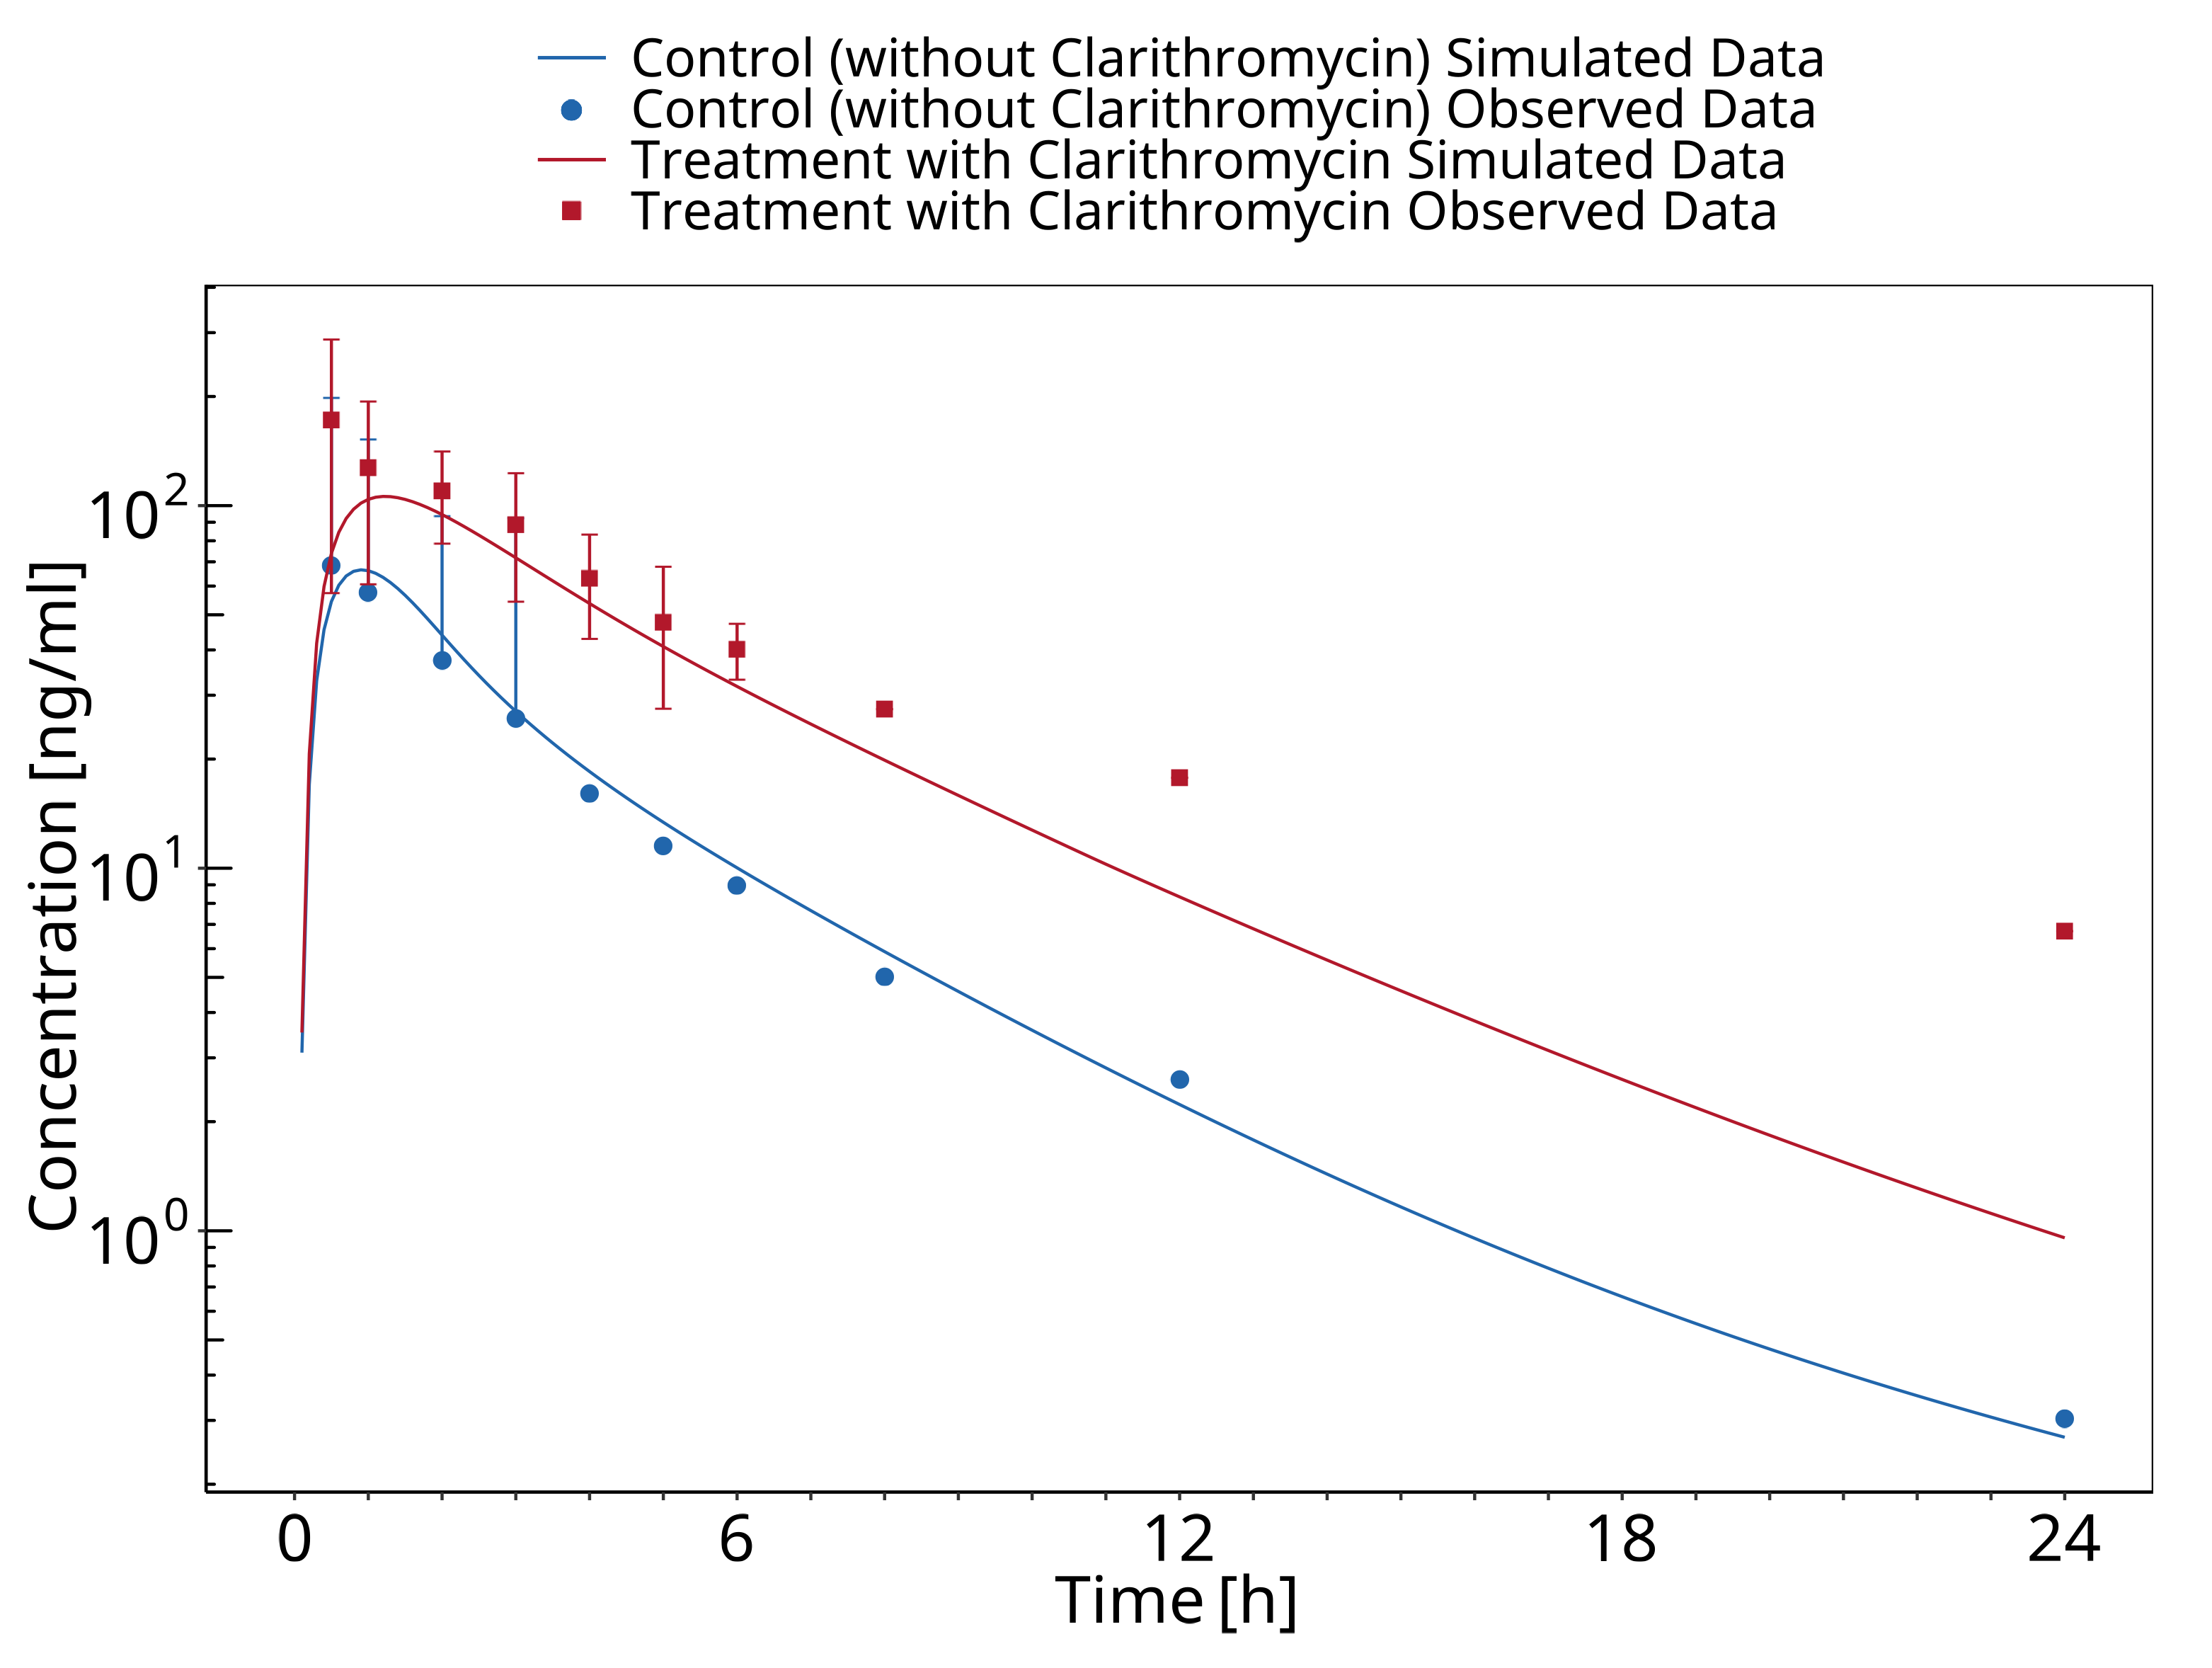 Control (without Clarithromycin) Simulated Data
Control (without Clarithromycin) Observed Data
Treatment with Clarithromycin Simulated Data
Treatment with Clarithromycin Observed Data
10²
10¹
10⁰
Concentration [ng/ml]
0 6 12 18 24
Time [h]